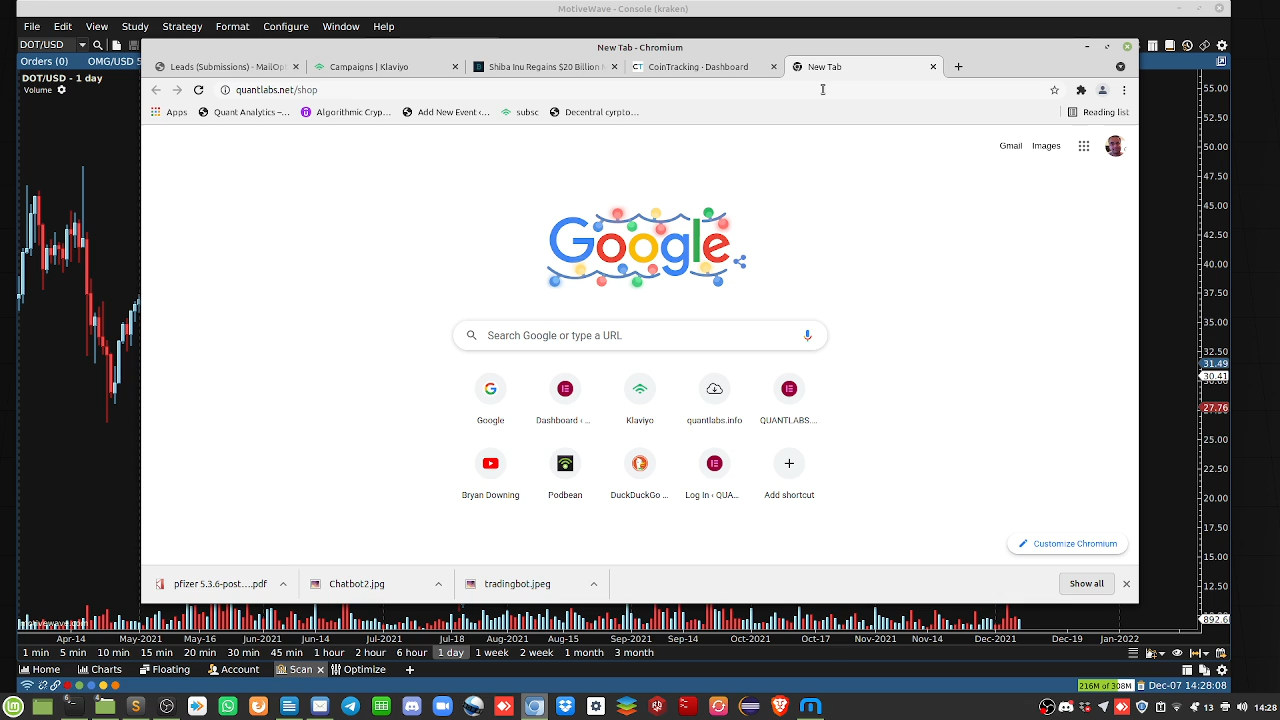 MotiveWave - Console (kraken)
File Edit View Study Strategy Format Configure Window Help
DOT/USD
New Tab - Chromium
Orders (0) OMG/USD
DOT/USD - 1 day
Volume
Leads (Submissions) - MailOp
Campaigns | Klaviyo
Shiba Inu Regains $20 Billion
CoinTracking · Dashboard
New Tab
quantlabs.net/shop
Apps
Quant Analytics –...
Algorithmic Cryp...
Add New Event ‹...
subsc
Decentral cyrpto...
Reading list
Gmail Images
Google
Search Google or type a URL
Google
Dashboard ‹ ...
Klaviyo
quantlabs.info
QUANTLABS....
Bryan Downing
Podbean
DuckDuckGo ...
Log In ‹ QUA...
Add shortcut
Customize Chromium
pfizer 5.3.6-post....pdf
Chatbot2.jpg
tradingbot.jpeg
Show all
55.00
52.50
50.00
47.50
45.00
42.50
40.00
37.50
35.00
32.50
31.49
30.41
27.76
25.00
22.50
20.00
17.50
15.00
12.50
892.6
Apr-14 May-2021 May-16 Jun-2021 Jun-14 Jul-2021 Jul-18 Aug-2021 Aug-15 Sep-2021 Sep-14 Oct-2021 Oct-17 Nov-2021 Nov-14 Dec-2021 Dec-19 Jan-2022
1 min 5 min 10 min 15 min 20 min 30 min 45 min 1 hour 2 hour 6 hour 1 day 1 week 2 week 1 month 3 month
Home Charts Floating Account Scan Optimize
216M of 308M Dec-07 14:28:08
13 14:28